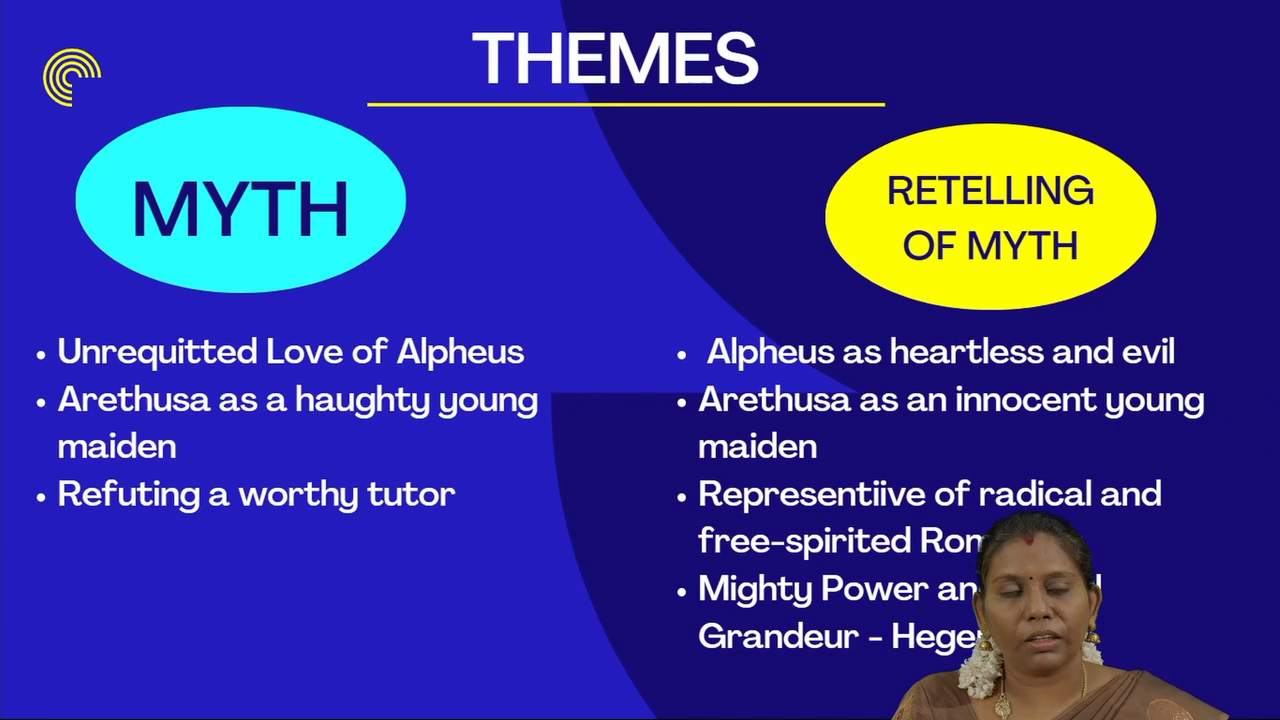 THEMES
MYTH
Unrequitted Love of Alpheus
Arethusa as a haughty young
maiden
Refuting a worthy tutor
RETELLING
OF MYTH
Alpheus as heartless and evil
Arethusa as an innocent young
maiden
Representiive of radical and
free-spirited
Mighty Power
Grandeur -